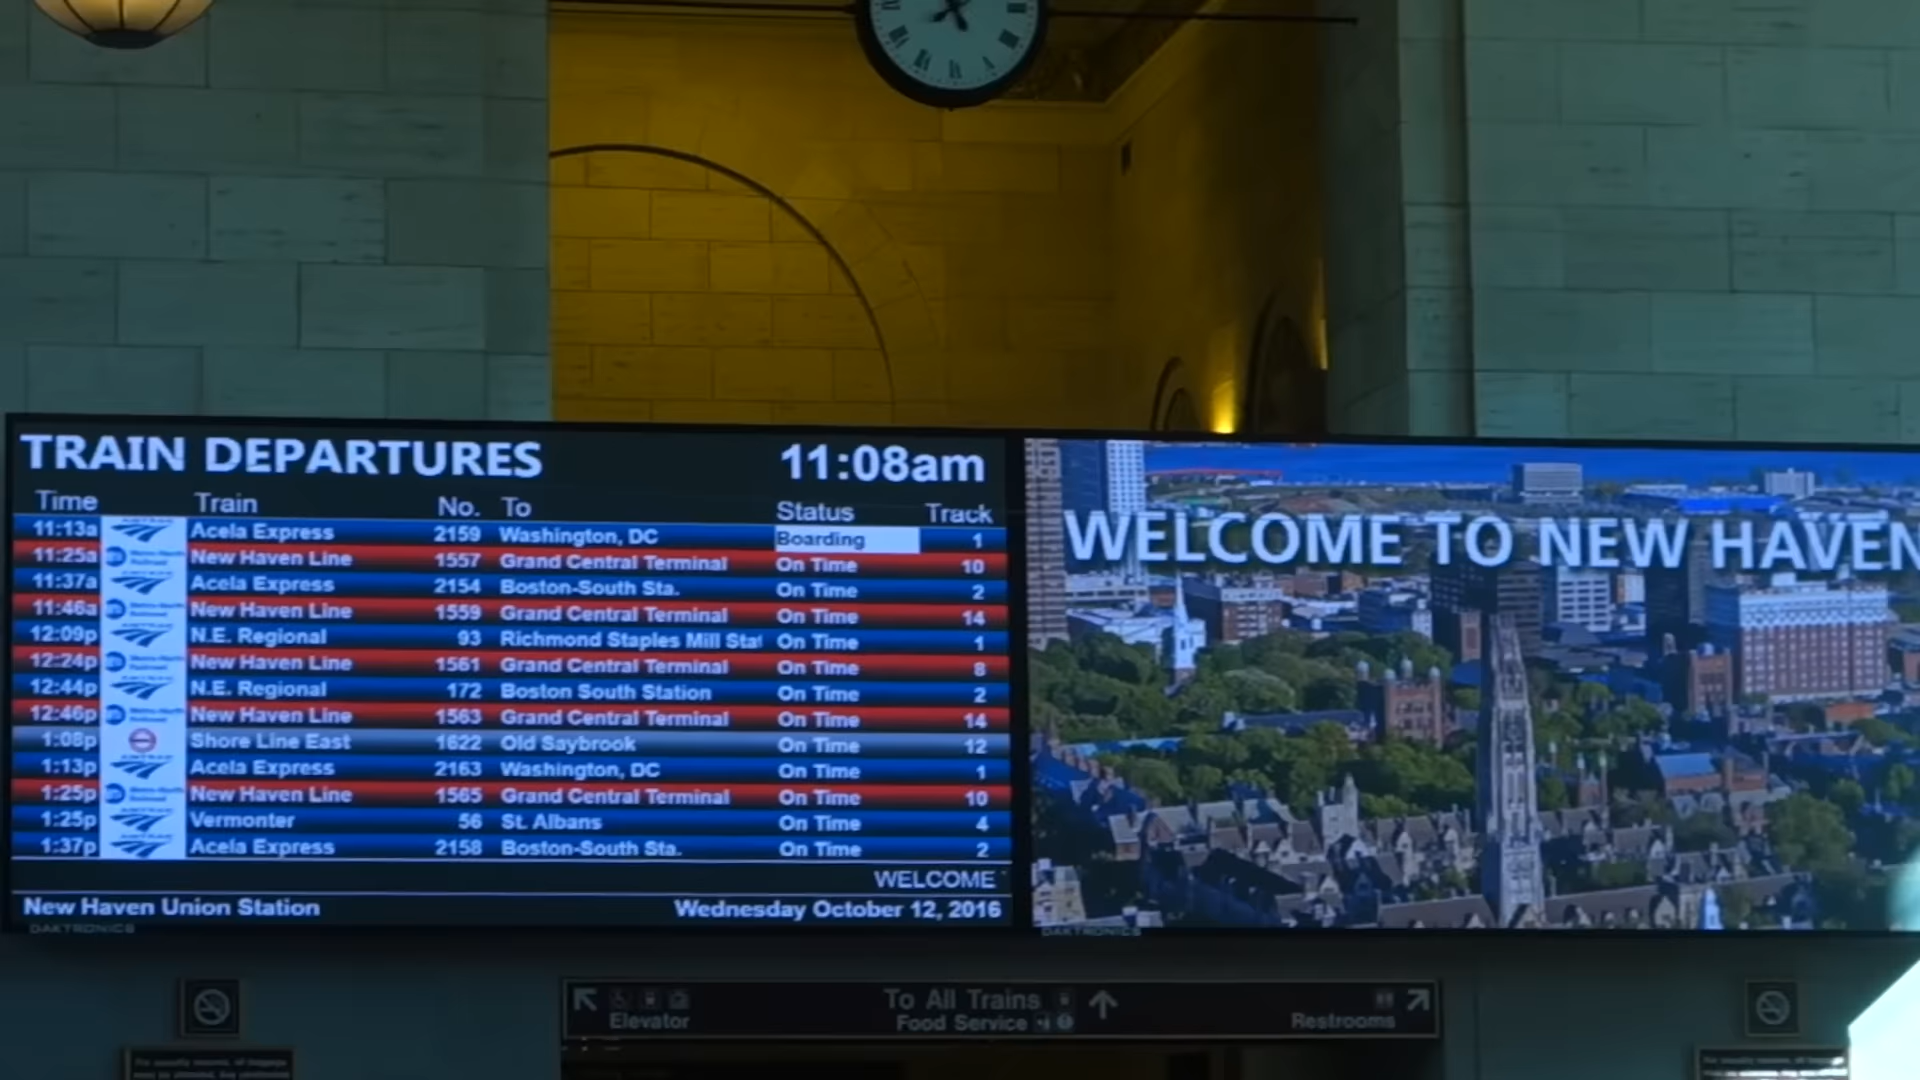 TRAIN DEPARTURES 11:08am
Time Train No. To Status Track
11:13a Acela Express 2159 Washington, DC Boarding 1
11:25a New Haven Line 1557 Grand Central Terminal On Time 10
11:37a Acela Express 2154 Boston-South Sta. On Time 2
11:46a New Haven Line 1559 Grand Central Terminal On Time 14
12:09p N.E. Regional 93 Richmond Staples Mill Stat On Time 1
12:24p New Haven Line 1561 Grand Central Terminal On Time 8
12:44p N.E. Regional 172 Boston South Station On Time 2
12:46p New Haven Line 1563 Grand Central Terminal On Time 14
1:08p Shore Line East 1622 Old Saybrook On Time 12
1:13p Acela Express 2163 Washington, DC On Time 1
1:25p New Haven Line 1565 Grand Central Terminal On Time 10
1:25p Vermonter 56 St. Albans On Time 4
1:37p Acela Express 2158 Boston-South Sta. On Time 2
WELCOME
New Haven Union Station Wednesday October 12, 2016
DAKTRONICS
WELCOME TO NEW HAVEN
DAKTRONICS
Elevator
To All Trains
Food Service
Restrooms